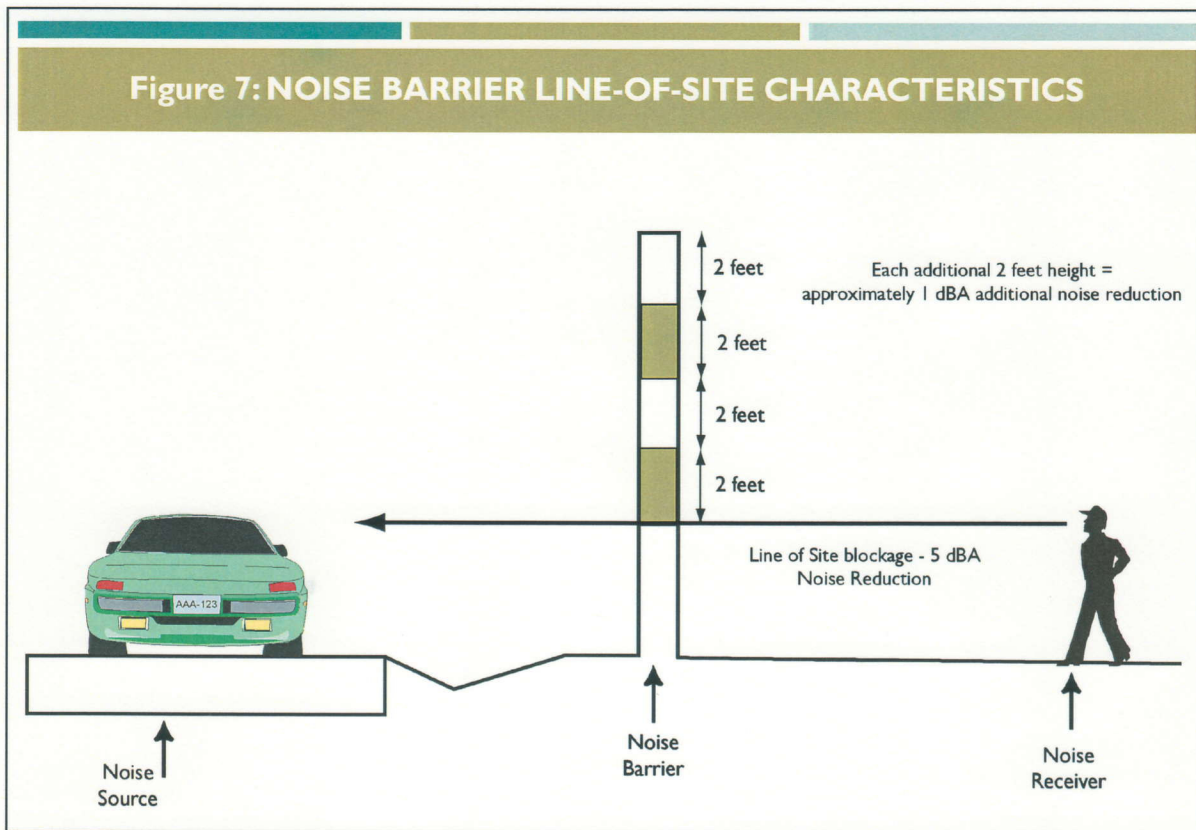 Figure 7: NOISE BARRIER LINE-OF-SITE CHARACTERISTICS
2 feet
Each additional 2 feet height =
approximately 1 dBA additional noise reduction
2 feet
2 feet
2 feet
Line of Site blockage - 5 dBA
Noise Reduction
AAA-123
Noise
Source
Noise
Barrier
Noise
Receiver